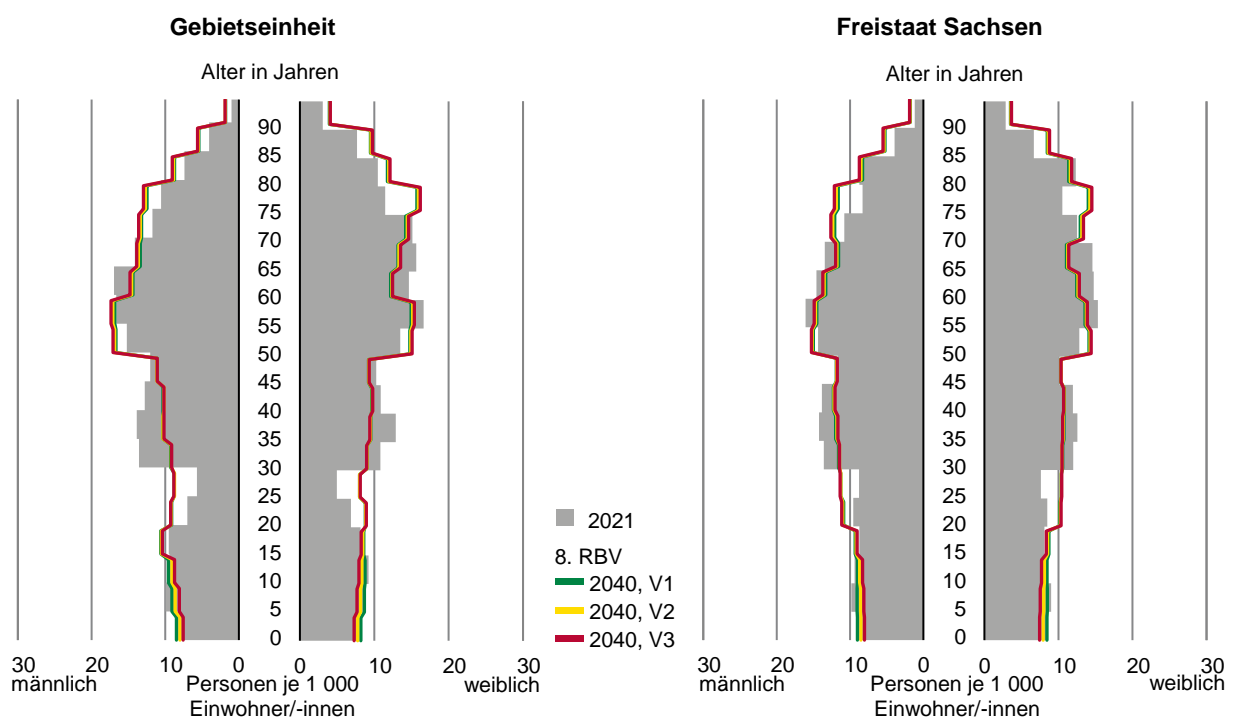 Gebietseinheit
Alter in Jahren
90
85
80
75
70
65
60
55
50
45
40
35
30
25
20
15
10
5
0
30 20 10 0 0 10 20 30
männlich Personen je 1 000 weiblich
Einwohner/-innen
2021
8. RBV
2040, V1
2040, V2
2040, V3
Freistaat Sachsen
Alter in Jahren
90
85
80
75
70
65
60
55
50
45
40
35
30
25
20
15
10
5
0
30 20 10 0 0 10 20 30
männlich Personen je 1 000 weiblich
Einwohner/-innen